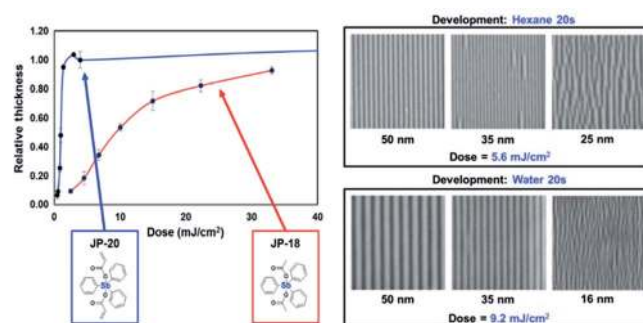 Relative thickness
1.20
1.00
0.80
0.60
0.40
0.20
0.00
0
10
20
30
40
Dose (mJ/cm²)
JP-20
O
O
Sb
O
O
JP-18
O
O
Sb
O
O
Development: Hexane 20s
50 nm 35 nm 25 nm
Dose = 5.6 mJ/cm²
Development: Water 20s
50 nm 35 nm 16 nm
Dose = 9.2 mJ/cm²